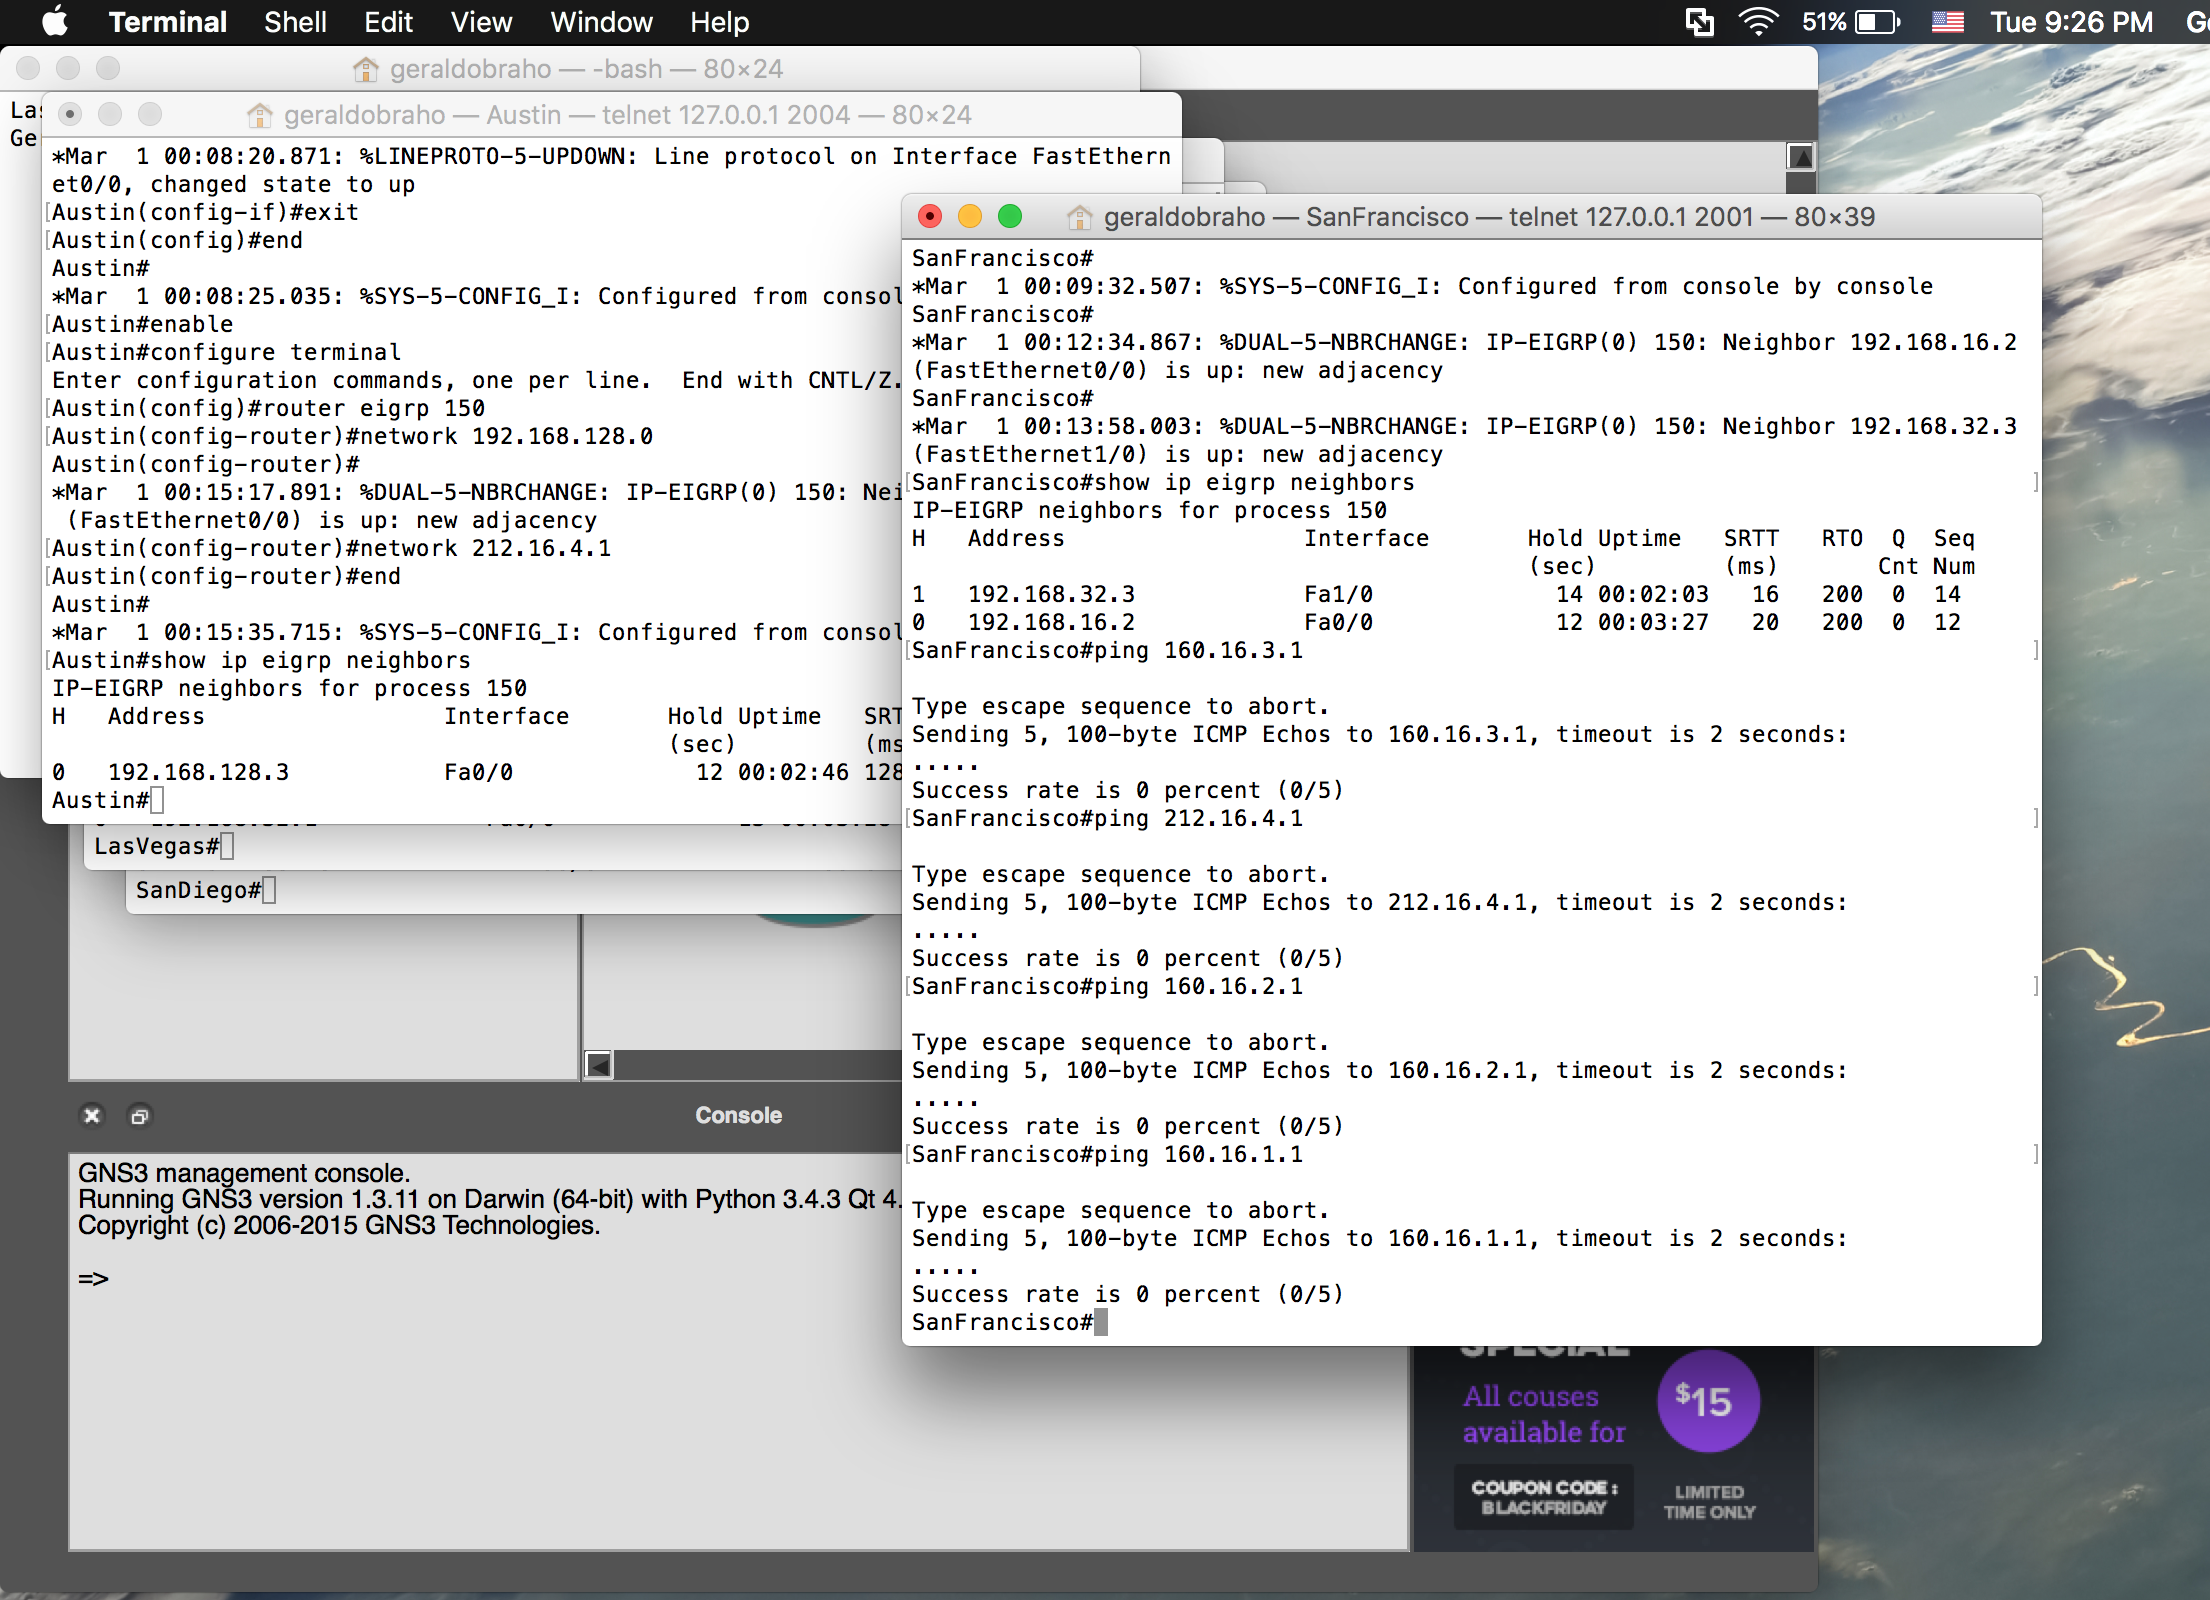 Terminal Shell Edit View Window Help 51% Tue 9:26 PM
geraldobraho — -bash — 80×24
Las
Ge
geraldobraho — Austin — telnet 127.0.0.1 2004 — 80×24
*Mar  1 00:08:20.871: %LINEPROTO-5-UPDOWN: Line protocol on Interface FastEthern
et0/0, changed state to up
[Austin(config-if)#exit
[Austin(config)#end
Austin#
*Mar  1 00:08:25.035: %SYS-5-CONFIG_I: Configured from consol
[Austin#enable
[Austin#configure terminal
Enter configuration commands, one per line.  End with CNTL/Z.
[Austin(config)#router eigrp 150
[Austin(config-router)#network 192.168.128.0
Austin(config-router)#
*Mar  1 00:15:17.891: %DUAL-5-NBRCHANGE: IP-EIGRP(0) 150: Nei
 (FastEthernet0/0) is up: new adjacency
[Austin(config-router)#network 212.16.4.1
[Austin(config-router)#end
Austin#
*Mar  1 00:15:35.715: %SYS-5-CONFIG_I: Configured from consol
[Austin#show ip eigrp neighbors
IP-EIGRP neighbors for process 150
H   Address                 Interface       Hold Uptime   SRT
                                            (sec)         (ms
0   192.168.128.3           Fa0/0             12 00:02:46 128
Austin#
LasVegas#
SanDiego#
geraldobraho — SanFrancisco — telnet 127.0.0.1 2001 — 80×39
SanFrancisco#
*Mar  1 00:09:32.507: %SYS-5-CONFIG_I: Configured from console by console
SanFrancisco#
*Mar  1 00:12:34.867: %DUAL-5-NBRCHANGE: IP-EIGRP(0) 150: Neighbor 192.168.16.2
(FastEthernet0/0) is up: new adjacency
SanFrancisco#
*Mar  1 00:13:58.003: %DUAL-5-NBRCHANGE: IP-EIGRP(0) 150: Neighbor 192.168.32.3
(FastEthernet1/0) is up: new adjacency
[SanFrancisco#show ip eigrp neighbors ]
IP-EIGRP neighbors for process 150
H   Address                 Interface       Hold Uptime   SRTT   RTO  Q  Seq
                                            (sec)         (ms)       Cnt Num
1   192.168.32.3            Fa1/0             14 00:02:03   16   200  0  14
0   192.168.16.2            Fa0/0             12 00:03:27   20   200  0  12
[SanFrancisco#ping 160.16.3.1 ]
Type escape sequence to abort.
Sending 5, 100-byte ICMP Echos to 160.16.3.1, timeout is 2 seconds:
.....
Success rate is 0 percent (0/5)
[SanFrancisco#ping 212.16.4.1 ]
Type escape sequence to abort.
Sending 5, 100-byte ICMP Echos to 212.16.4.1, timeout is 2 seconds:
.....
Success rate is 0 percent (0/5)
[SanFrancisco#ping 160.16.2.1 ]
Type escape sequence to abort.
Sending 5, 100-byte ICMP Echos to 160.16.2.1, timeout is 2 seconds:
.....
Success rate is 0 percent (0/5)
[SanFrancisco#ping 160.16.1.1 ]
Type escape sequence to abort.
Sending 5, 100-byte ICMP Echos to 160.16.1.1, timeout is 2 seconds:
.....
Success rate is 0 percent (0/5)
SanFrancisco#
Console
GNS3 management console.
Running GNS3 version 1.3.11 on Darwin (64-bit) with Python 3.4.3 Qt 4.
Copyright (c) 2006-2015 GNS3 Technologies.
=>
SPECIAL
All couses
available for
$15
COUPON CODE :
BLACKFRIDAY
LIMITED
TIME ONLY